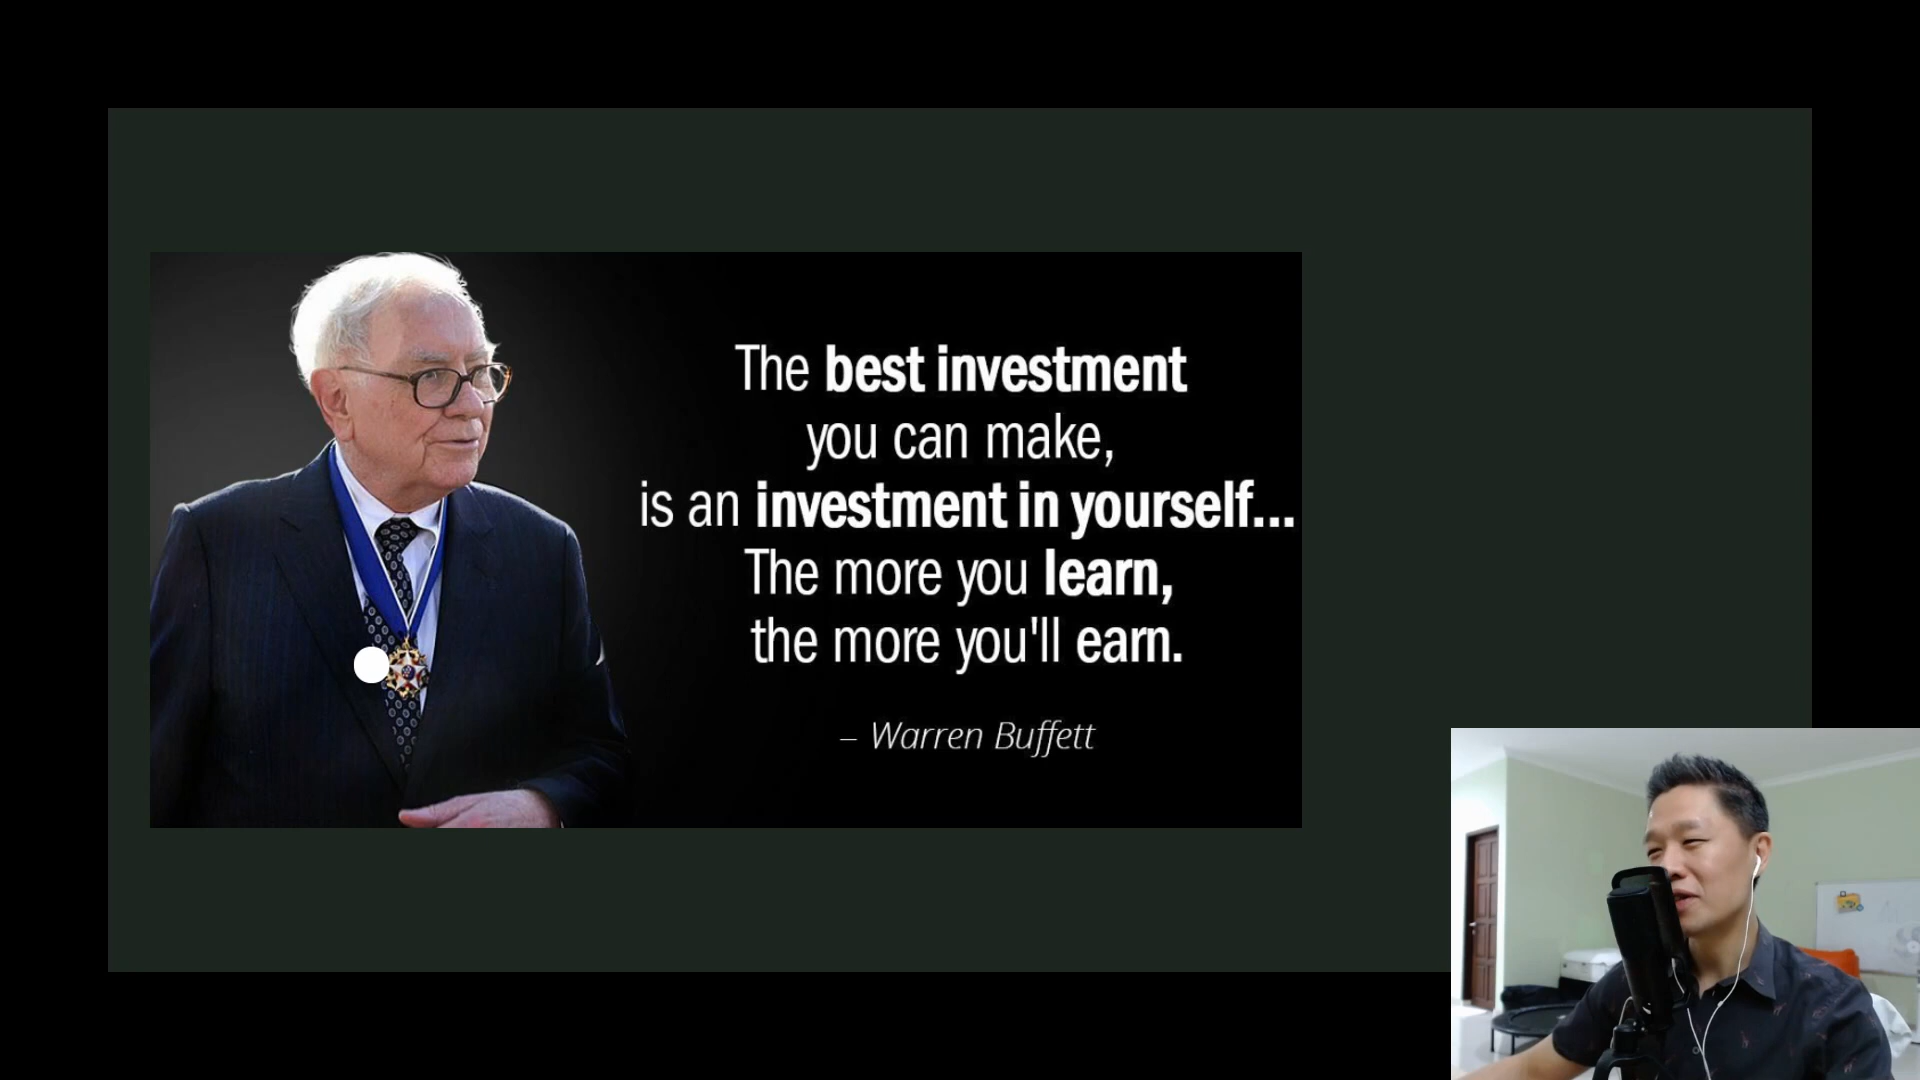 The best investment
you can make,
is an investment in yourself...
The more you learn,
the more you'll earn.
– Warren Buffett